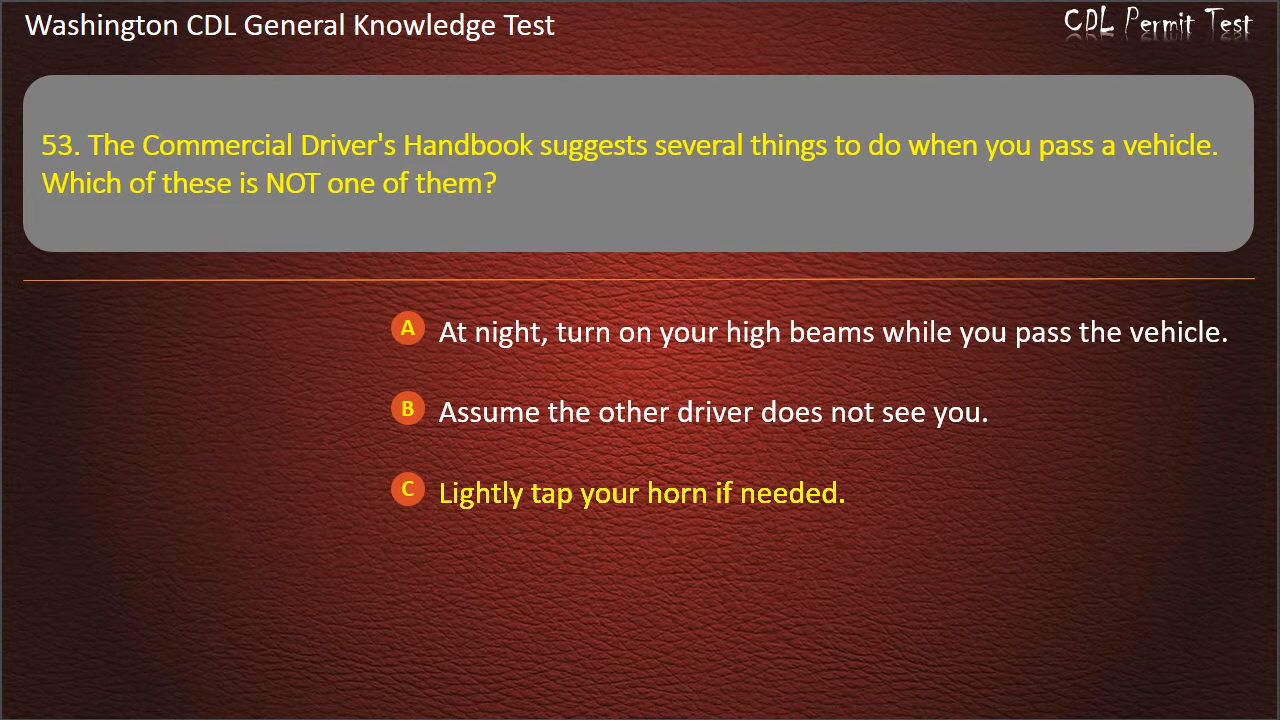 Washington CDL General Knowledge Test
CDL Permit Test
53. The Commercial Driver's Handbook suggests several things to do when you pass a vehicle.
Which of these is NOT one of them?
A At night, turn on your high beams while you pass the vehicle.
B Assume the other driver does not see you.
C Lightly tap your horn if needed.